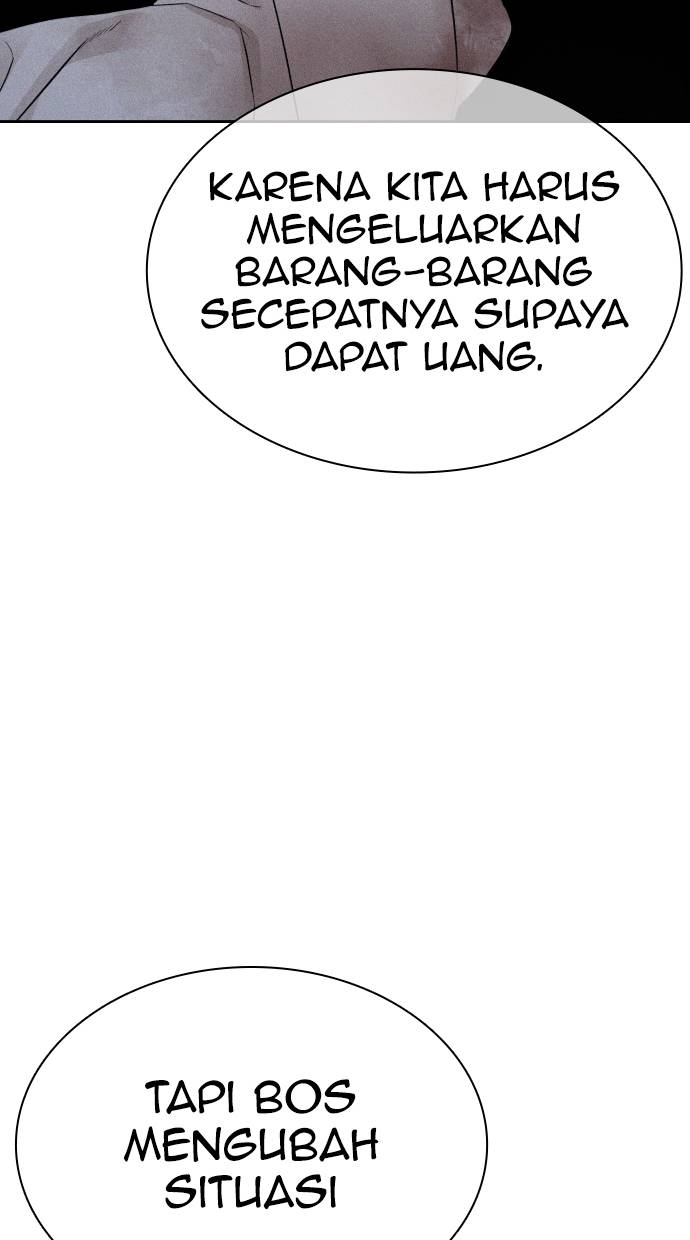 KARENA KITA HARUS
MENGELUARKAN
BARANG-BARANG
SECEPATNYA SUPAYA
DAPAT UANG.
TAPI BOS
MENGUBAH
SITUASI